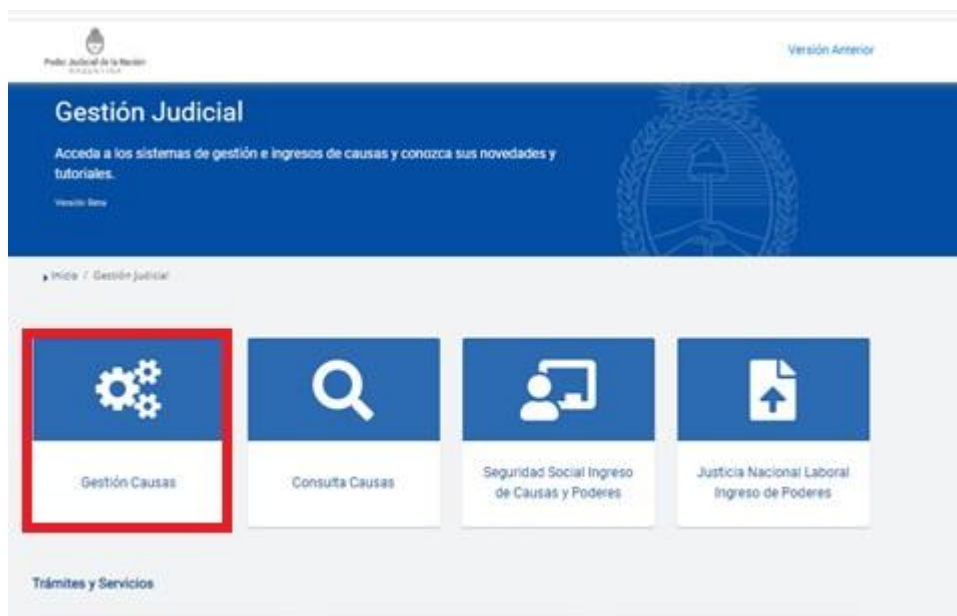 Poder Judicial de la Nación
Versión Anterior
Gestión Judicial
Acceda a los sistemas de gestión e ingresos de causas y conozca sus novedades y
tutoriales.
Versión Beta
Inicio / Gestión Judicial
Gestión Causas
Consulta Causas
Seguridad Social Ingreso
de Causas y Poderes
Justicia Nacional Laboral
Ingreso de Poderes
Trámites y Servicios